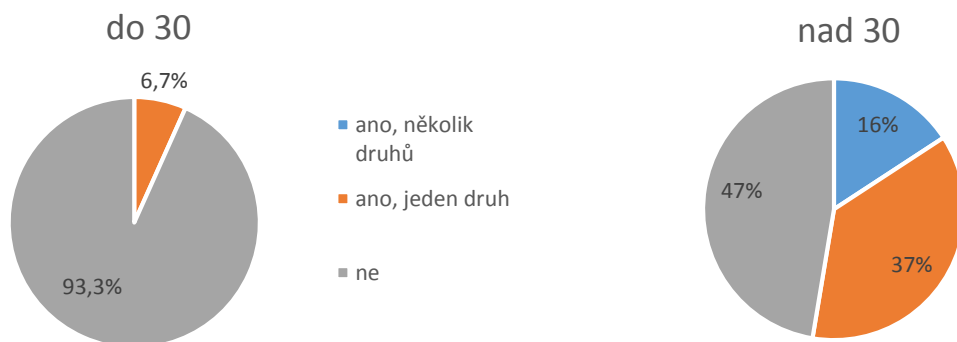 do 30
6,7%
93,3%
ano, několik
druhů
ano, jeden druh
ne
nad 30
16%
47%
37%